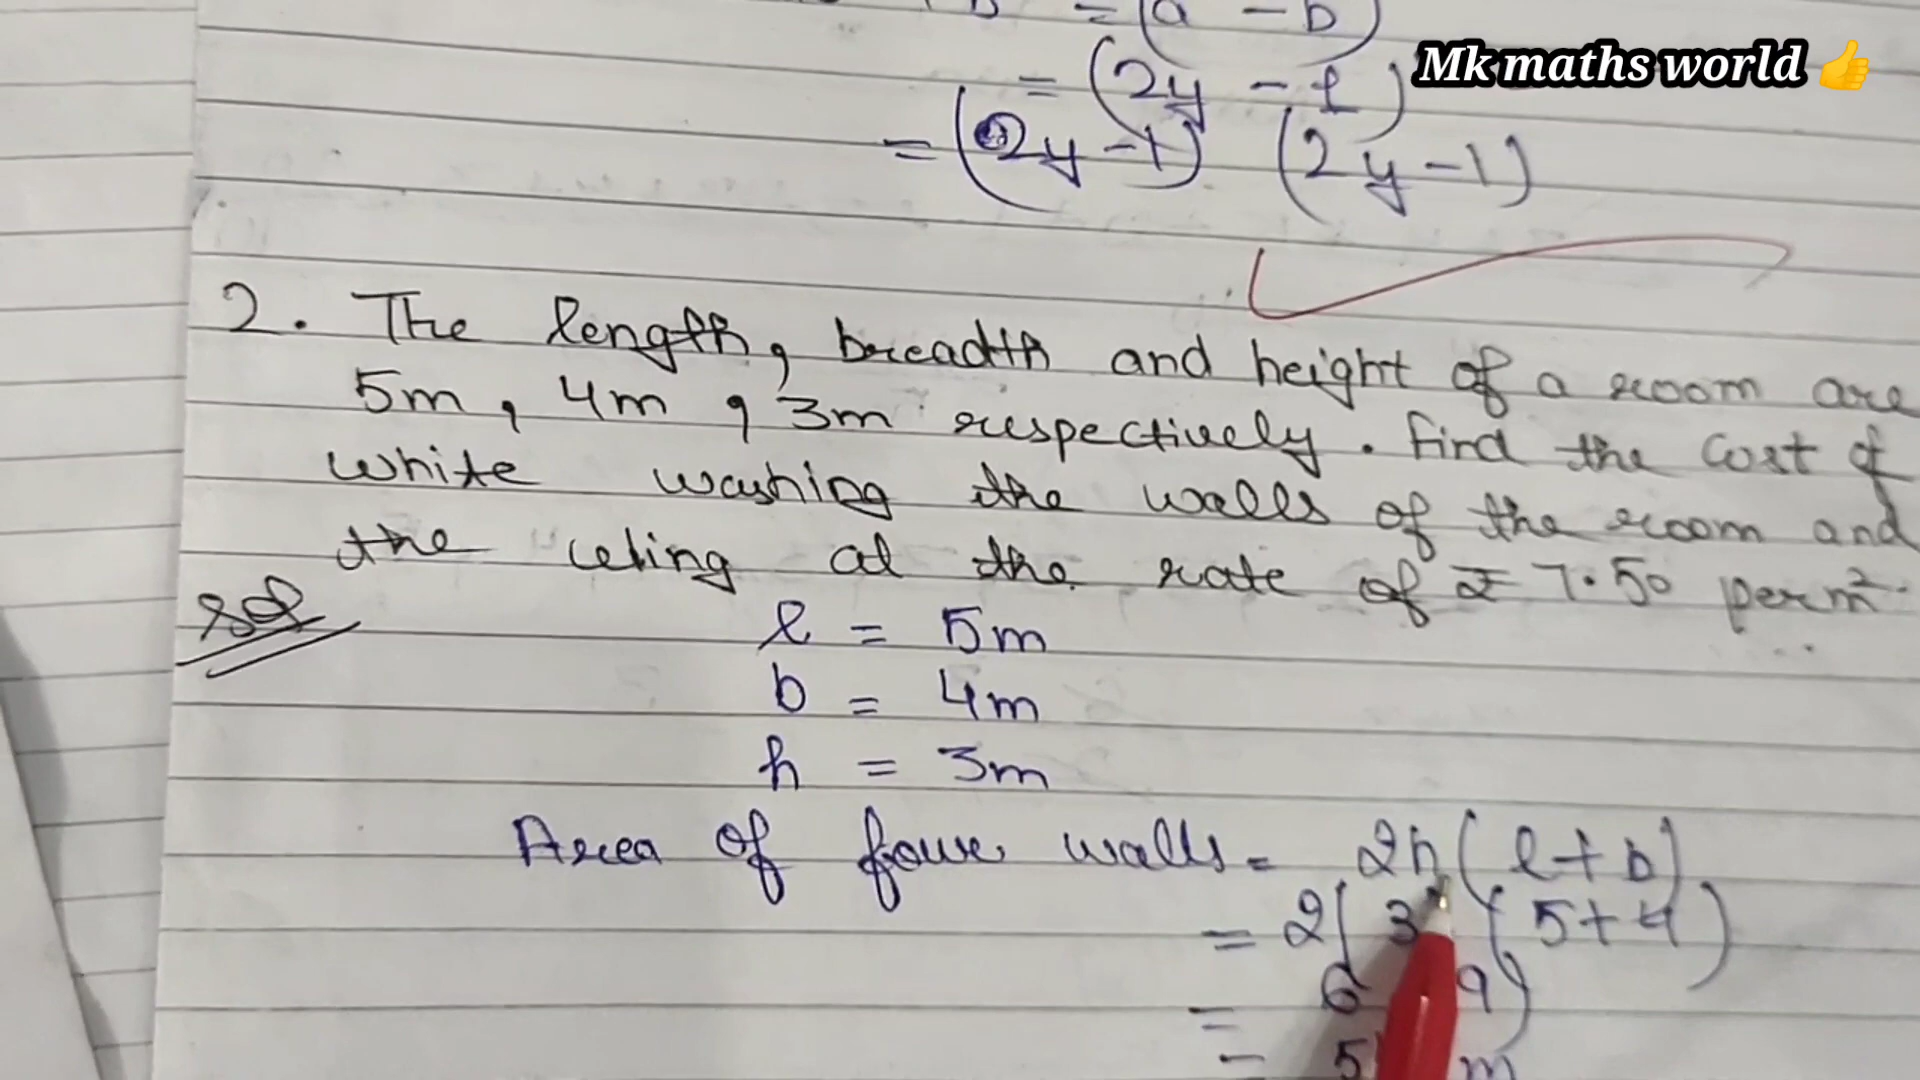 = (a - b)
Mk maths world 👍
= (2y - 1)
= (2y-1) (2y-1)
2. The length, breadth and height of a room are
5m, 4m, 3m respectively. Find the cost of
white washing the walls of the room and
the celing at the rate of ₹ 7.50 per m².
Sol
l = 5m
b = 4m
h = 3m
Area of four walls = 2h(l+b)
= 2(3 (5+4)
= 6 9)
= 5 m